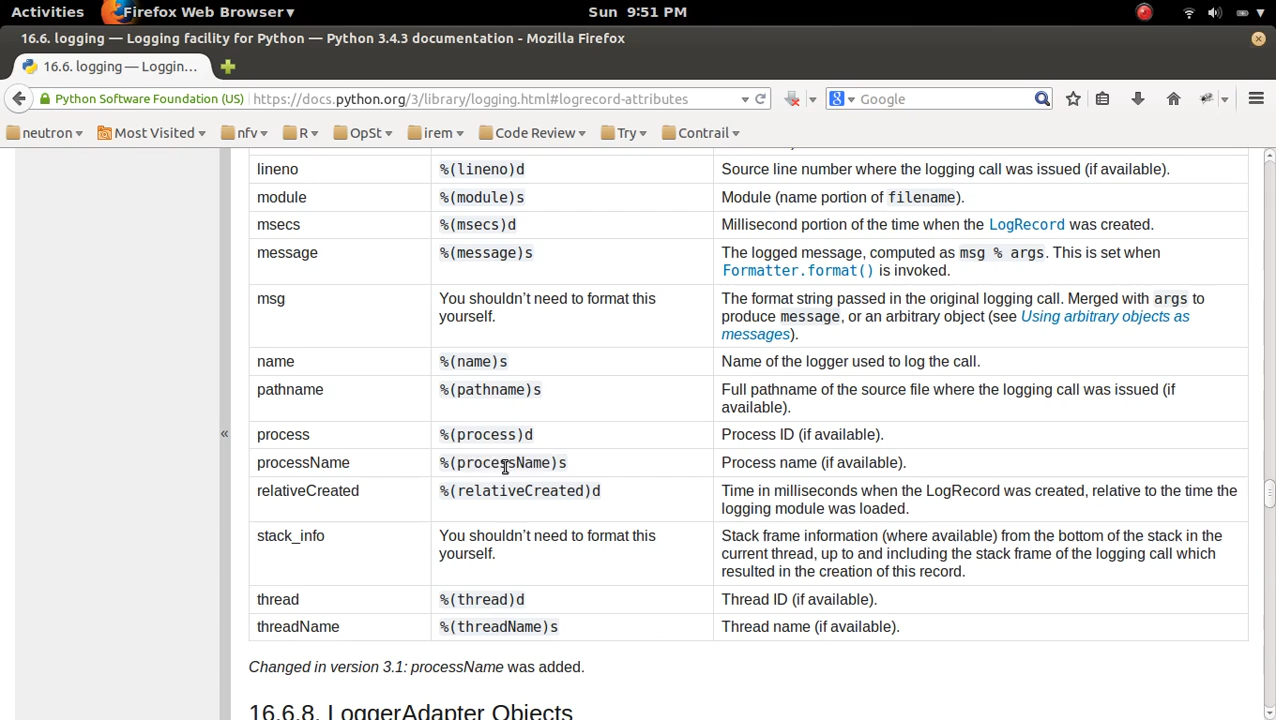 Activities Firefox Web Browser ▾ Sun 9:51 PM
16.6. logging — Logging facility for Python — Python 3.4.3 documentation - Mozilla Firefox
16.6. logging — Loggin...
Python Software Foundation (US) https://docs.python.org/3/library/logging.html#logrecord-attributes Google
neutron Most Visited nfv R OpSt irem Code Review Try Contrail
lineno %(lineno)d Source line number where the logging call was issued (if available).
module %(module)s Module (name portion of filename).
msecs %(msecs)d Millisecond portion of the time when the LogRecord was created.
message %(message)s The logged message, computed as msg % args. This is set when
Formatter.format() is invoked.
msg You shouldn’t need to format this The format string passed in the original logging call. Merged with args to
yourself. produce message, or an arbitrary object (see Using arbitrary objects as
messages).
name %(name)s Name of the logger used to log the call.
pathname %(pathname)s Full pathname of the source file where the logging call was issued (if
available).
process %(process)d Process ID (if available).
processName %(processName)s Process name (if available).
relativeCreated %(relativeCreated)d Time in milliseconds when the LogRecord was created, relative to the time the
logging module was loaded.
stack_info You shouldn’t need to format this Stack frame information (where available) from the bottom of the stack in the
yourself. current thread, up to and including the stack frame of the logging call which
resulted in the creation of this record.
thread %(thread)d Thread ID (if available).
threadName %(threadName)s Thread name (if available).
Changed in version 3.1: processName was added.
16.6.8. LoggerAdapter Objects